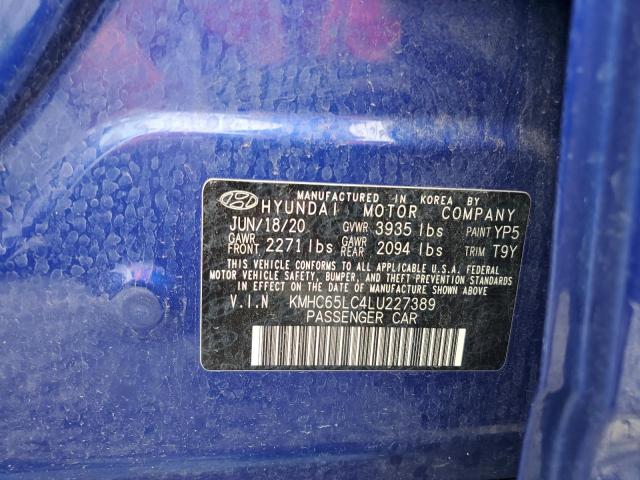 MANUFACTURED IN KOREA BY
HYUNDAI MOTOR COMPANY
JUN/18/20 GVWR 3935 lbs PAINT YP5
GAWR FRONT 2271 lbs GAWR REAR 2094 lbs TRIM T9Y
THIS VEHICLE CONFORMS TO ALL APPLICABLE U.S.A. FEDERAL
MOTOR VEHICLE SAFETY, BUMPER, AND THEFT PREVENTION STANDARDS
IN EFFECT ON THE DATE OF MANUFACTURE SHOWN ABOVE.
V.I.N KMHC65LC4LU227389
PASSENGER CAR